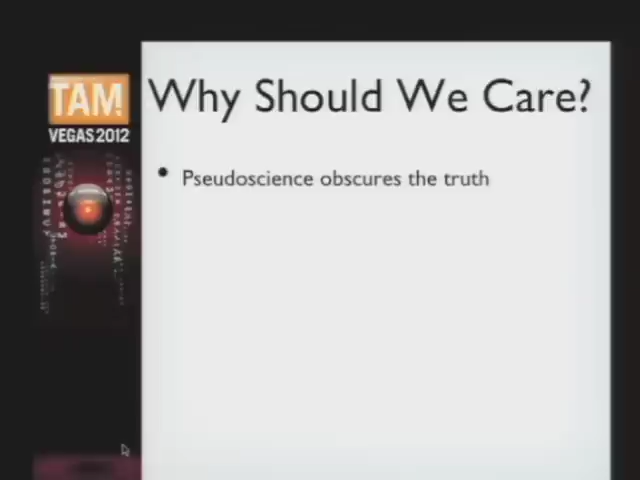 TAM!
VEGAS 2012
Why Should We Care?
• Pseudoscience obscures the truth